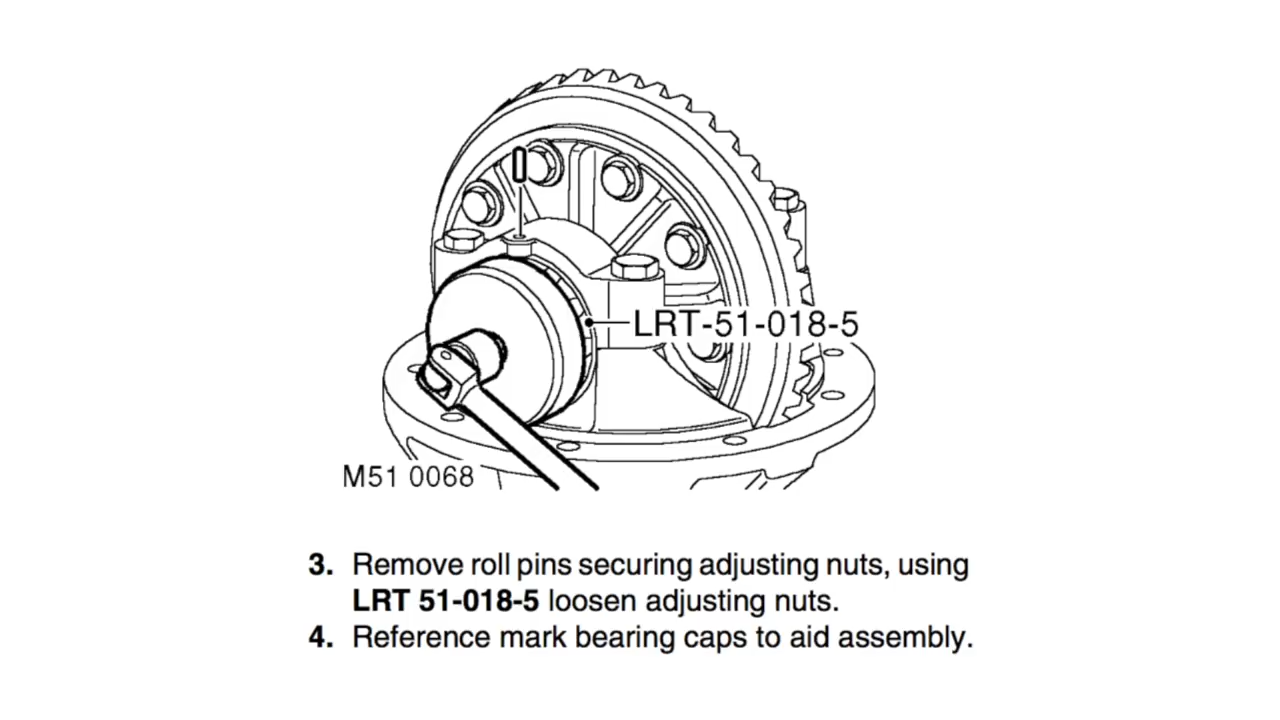 LRT-51-018-5
M51 0068
3. Remove roll pins securing adjusting nuts, using
LRT 51-018-5 loosen adjusting nuts.
4. Reference mark bearing caps to aid assembly.